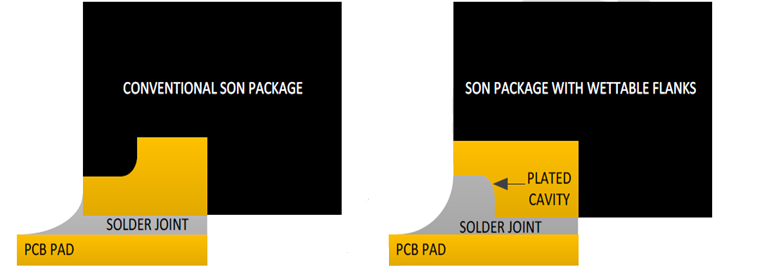 CONVENTIONAL SON PACKAGE
SOLDER JOINT
PCB PAD
SON PACKAGE WITH WETTABLE FLANKS
PLATED
CAVITY
SOLDER JOINT
PCB PAD